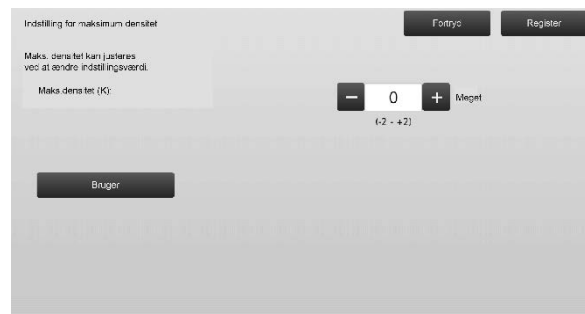 Indstilling for maksimum densitet
Fortryd
Register
Maks. densitet kan justeres
ved at ændre indstillingsværdi.
Maks.densitet (K):
0
Meget
(-2 - +2)
Bruger